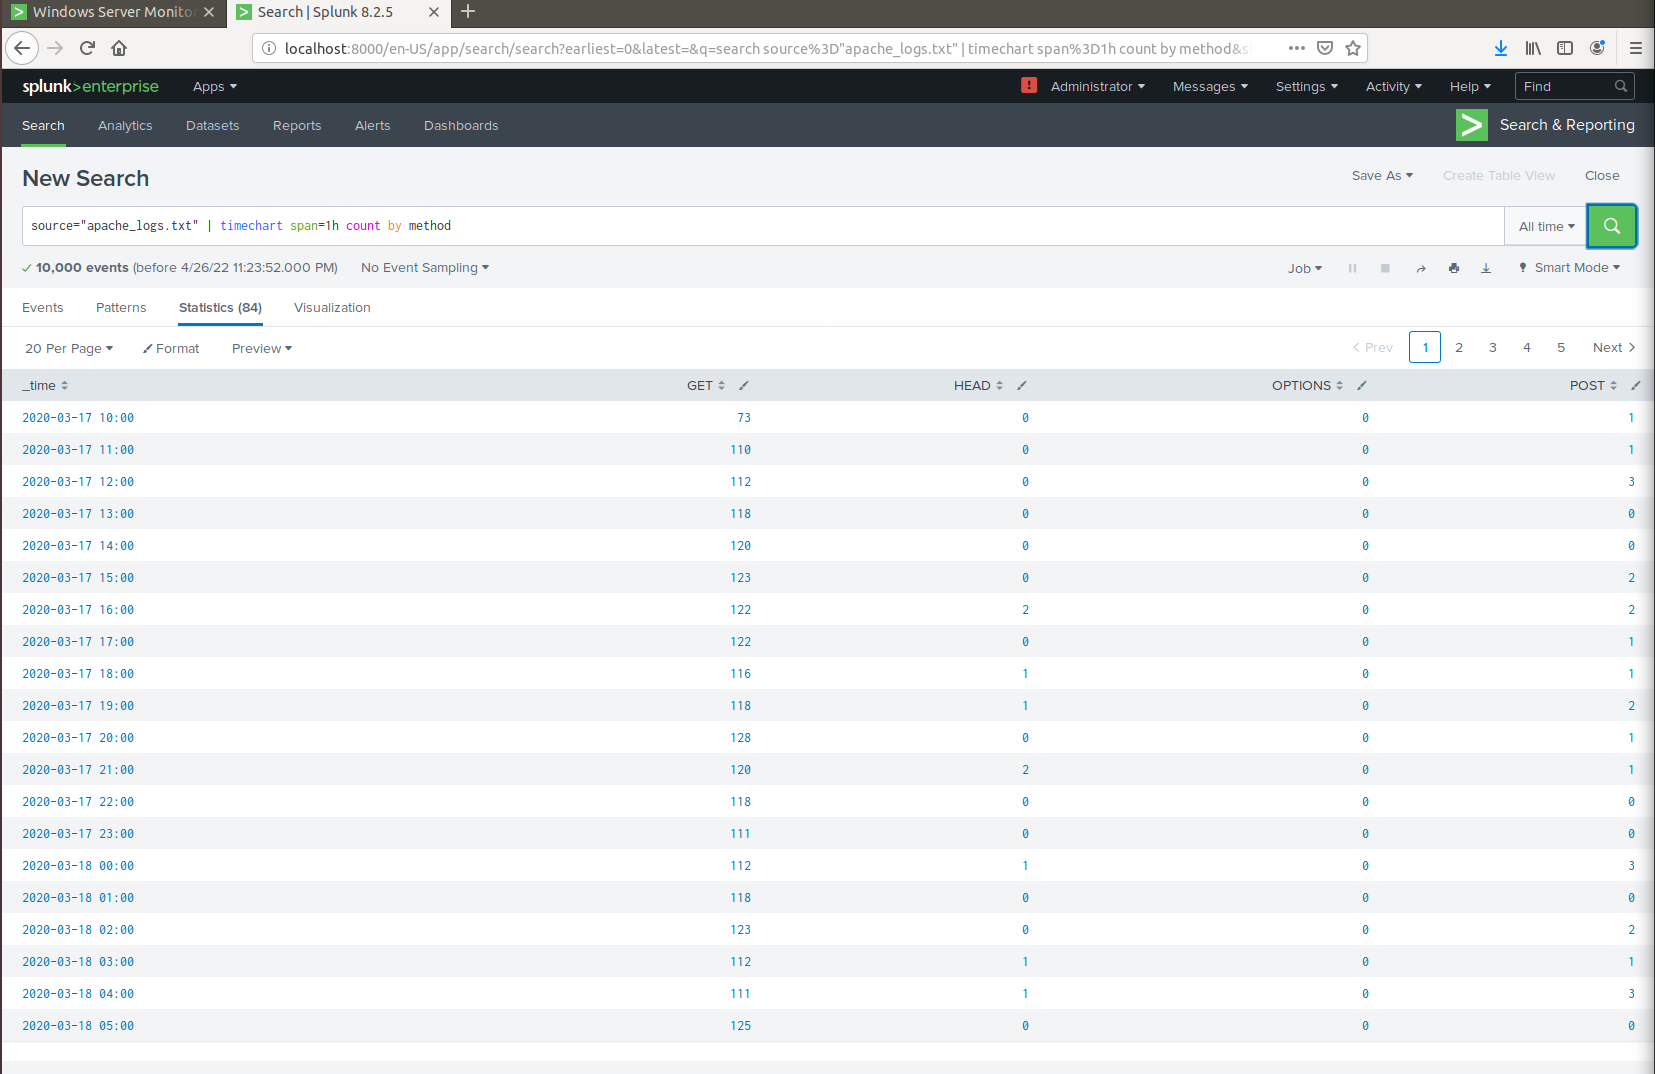 Windows Server Monito
Search | Splunk 8.2.5
localhost:8000/en-US/app/search/search?earliest=0&latest=&q=search source%3D"apache_logs.txt" | timechart span%3D1h count by method&s
splunk>enterprise Apps Administrator Messages Settings Activity Help Find
Search Analytics Datasets Reports Alerts Dashboards Search & Reporting
New Search Save As Create Table View Close
source="apache_logs.txt" | timechart span=1h count by method All time
10,000 events (before 4/26/22 11:23:52.000 PM) No Event Sampling Job Smart Mode
Events Patterns Statistics (84) Visualization
20 Per Page Format Preview < Prev 1 2 3 4 5 Next >
_time GET HEAD OPTIONS POST
2020-03-17 10:00 73 0 0 1
2020-03-17 11:00 110 0 0 1
2020-03-17 12:00 112 0 0 3
2020-03-17 13:00 118 0 0 0
2020-03-17 14:00 120 0 0 0
2020-03-17 15:00 123 0 0 2
2020-03-17 16:00 122 2 0 2
2020-03-17 17:00 122 0 0 1
2020-03-17 18:00 116 1 0 1
2020-03-17 19:00 118 1 0 2
2020-03-17 20:00 128 0 0 1
2020-03-17 21:00 120 2 0 1
2020-03-17 22:00 118 0 0 0
2020-03-17 23:00 111 0 0 0
2020-03-18 00:00 112 1 0 3
2020-03-18 01:00 118 0 0 0
2020-03-18 02:00 123 0 0 2
2020-03-18 03:00 112 1 0 1
2020-03-18 04:00 111 1 0 3
2020-03-18 05:00 125 0 0 0